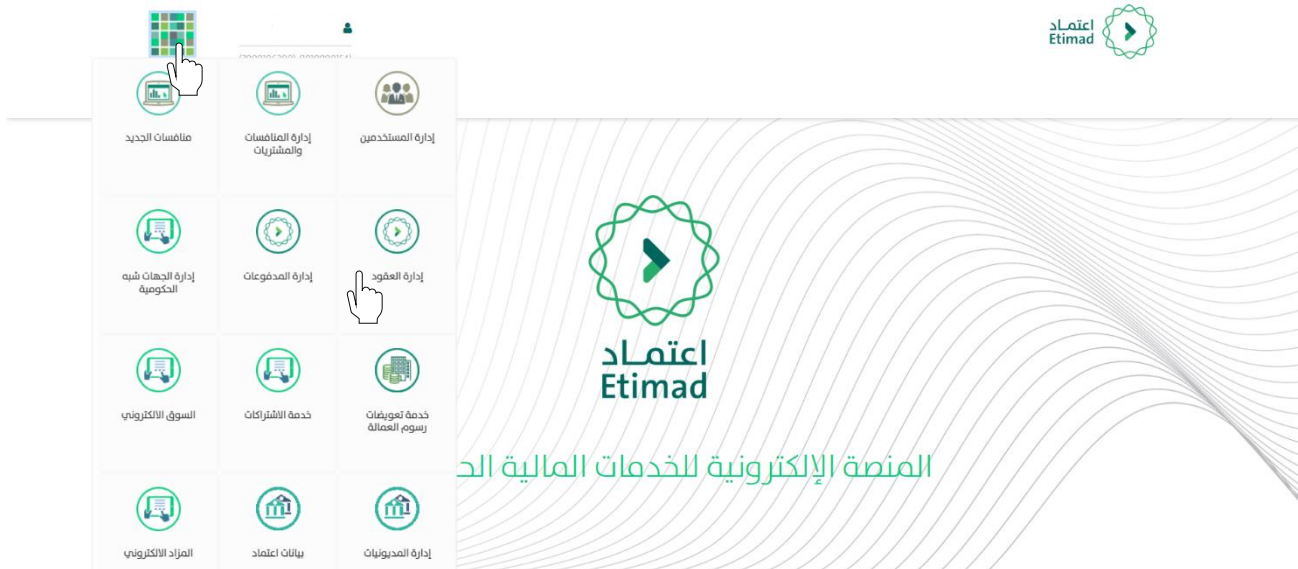 اعتماد
Etimad
إدارة المستخدمين
إدارة المنافسات
والمشتريات
منافسات الجديد
إدارة العقود
إدارة المدفوعات
إدارة الجهات شبه
الحكومية
خدمة تعويضات
رسوم العمالة
خدمة الاشتراكات
السوق الالكتروني
إدارة المديونيات
بيانات اعتماد
المزاد الالكتروني
اعتماد
Etimad
المنصة الإلكترونية للخدمات المالية